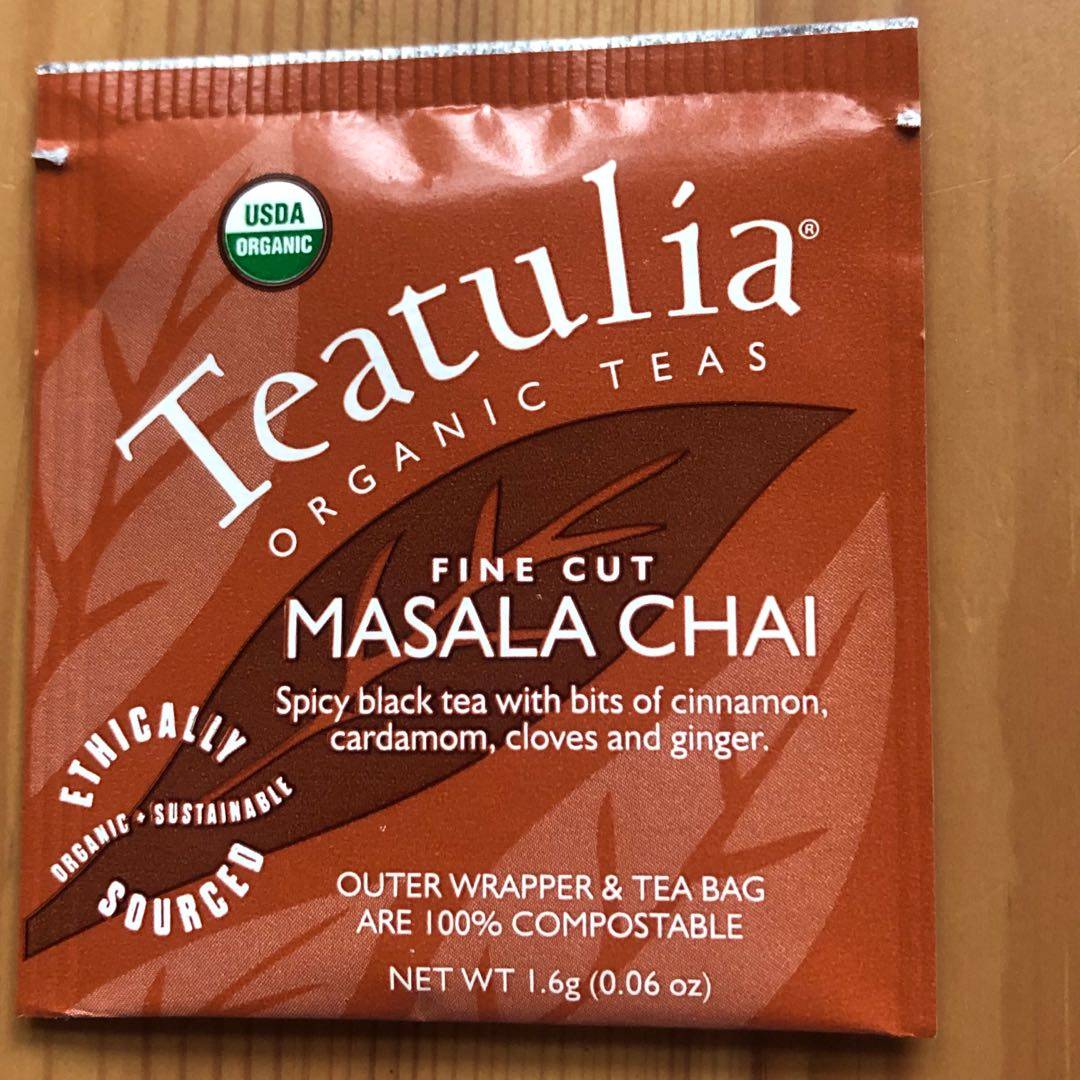 USDA
ORGANIC
Teatulia®
ORGANIC TEAS
FINE CUT
MASALA CHAI
Spicy black tea with bits of cinnamon,
cardamom, cloves and ginger.
ETHICALLY
ORGANIC + SUSTAINABLE
SOURCED
OUTER WRAPPER & TEA BAG
ARE 100% COMPOSTABLE
NET WT 1.6g (0.06 oz)